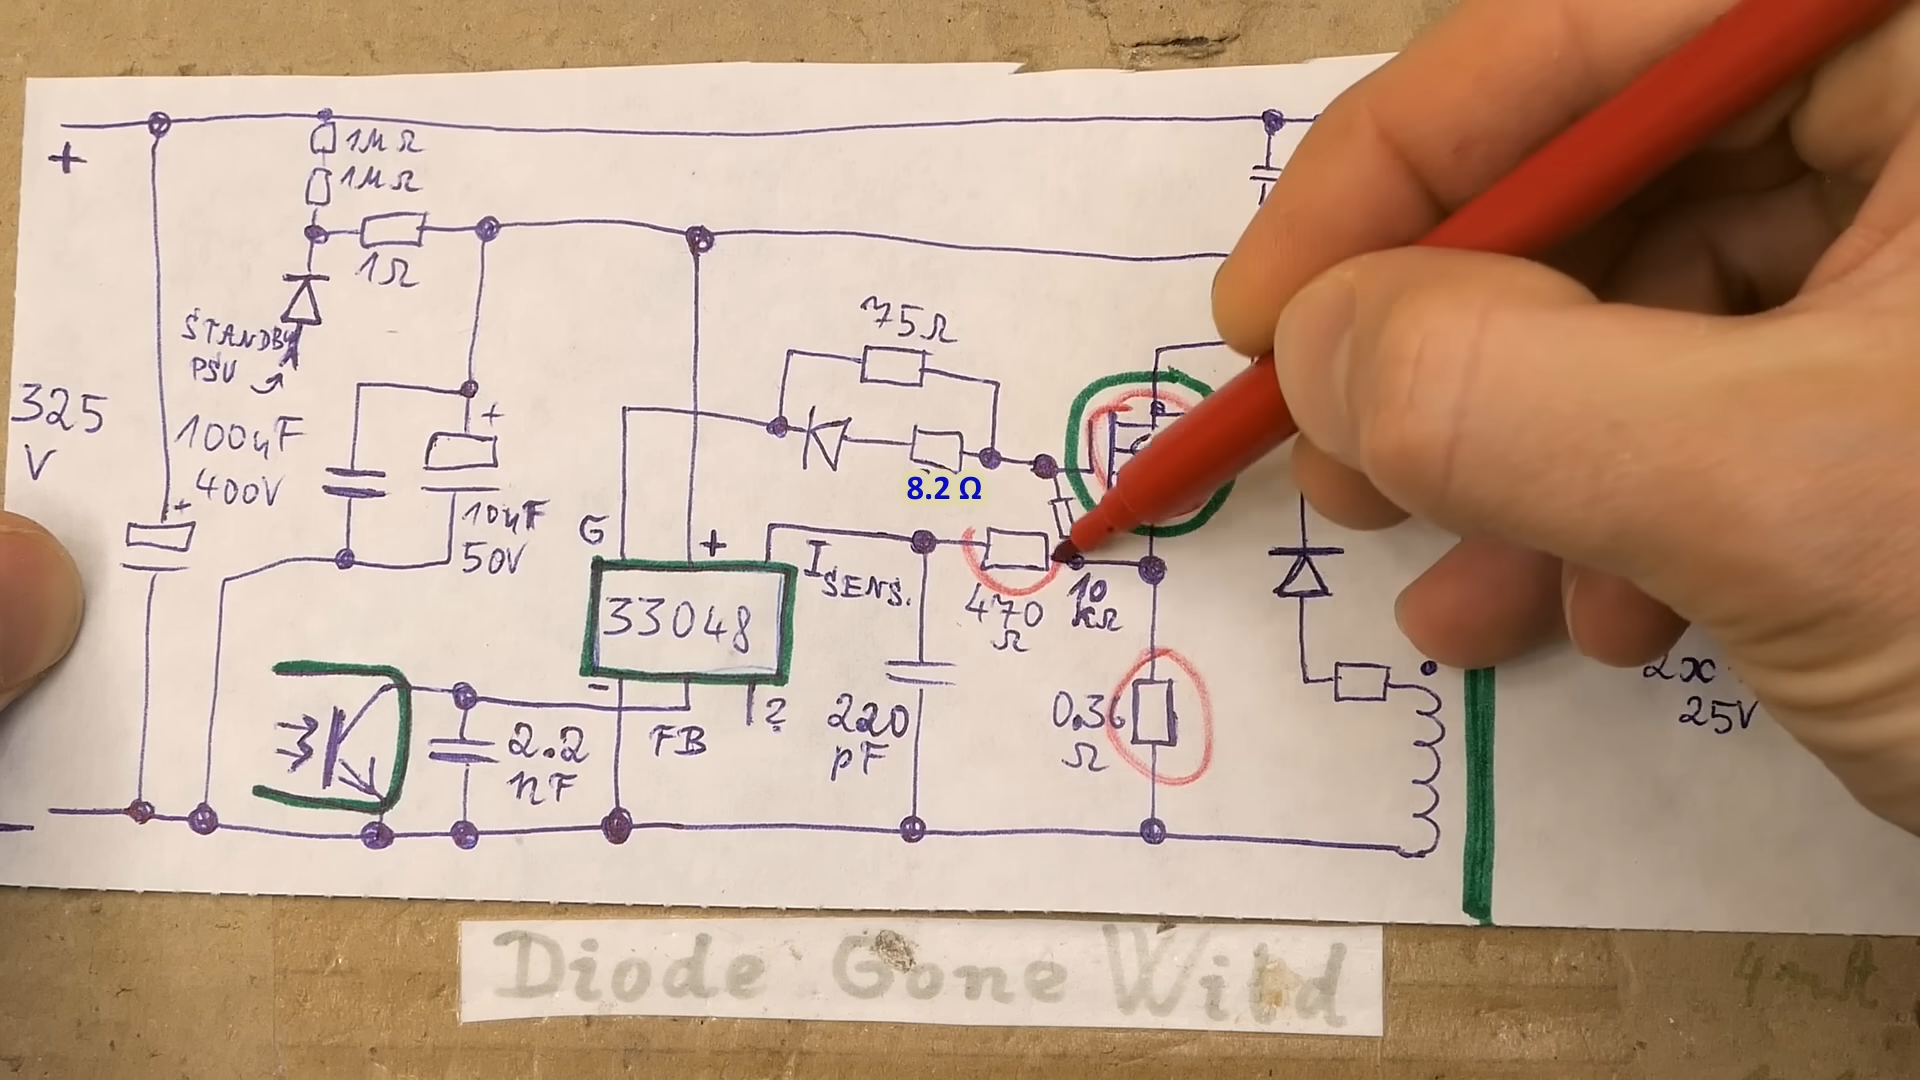 +
1MΩ
1MΩ
1Ω
STANDBY
PSU
325
V
100uF
400V
+
+
10uF
50V
75Ω
8.2 Ω
G
+
ISENS.
33048
-
FB
?
470
Ω
10
kΩ
220
pF
0.36
Ω
2.2
nF
2x
25V
Diode Gone Wild